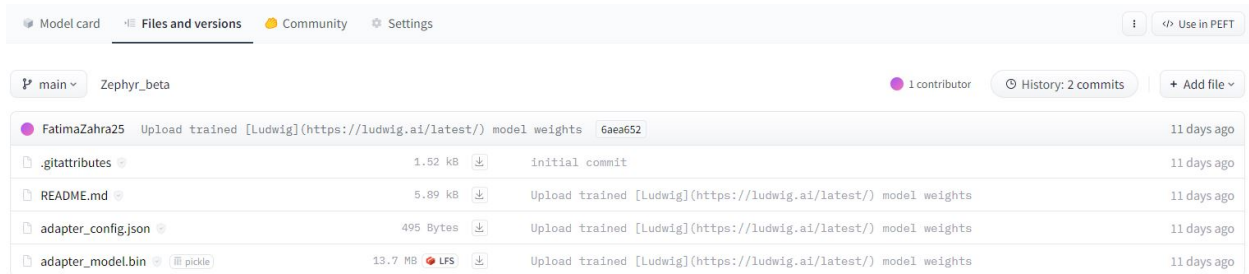 Model card Files and versions Community Settings Use in PEFT
main Zephyr_beta 1 contributor History: 2 commits + Add file
FatimaZahra25 Upload trained [Ludwig](https://ludwig.ai/latest/) model weights 6aea652 11 days ago
.gitattributes 1.52 kB initial commit 11 days ago
README.md 5.89 kB Upload trained [Ludwig](https://ludwig.ai/latest/) model weights 11 days ago
adapter_config.json 495 Bytes Upload trained [Ludwig](https://ludwig.ai/latest/) model weights 11 days ago
adapter_model.bin pickle 13.7 MB LFS Upload trained [Ludwig](https://ludwig.ai/latest/) model weights 11 days ago